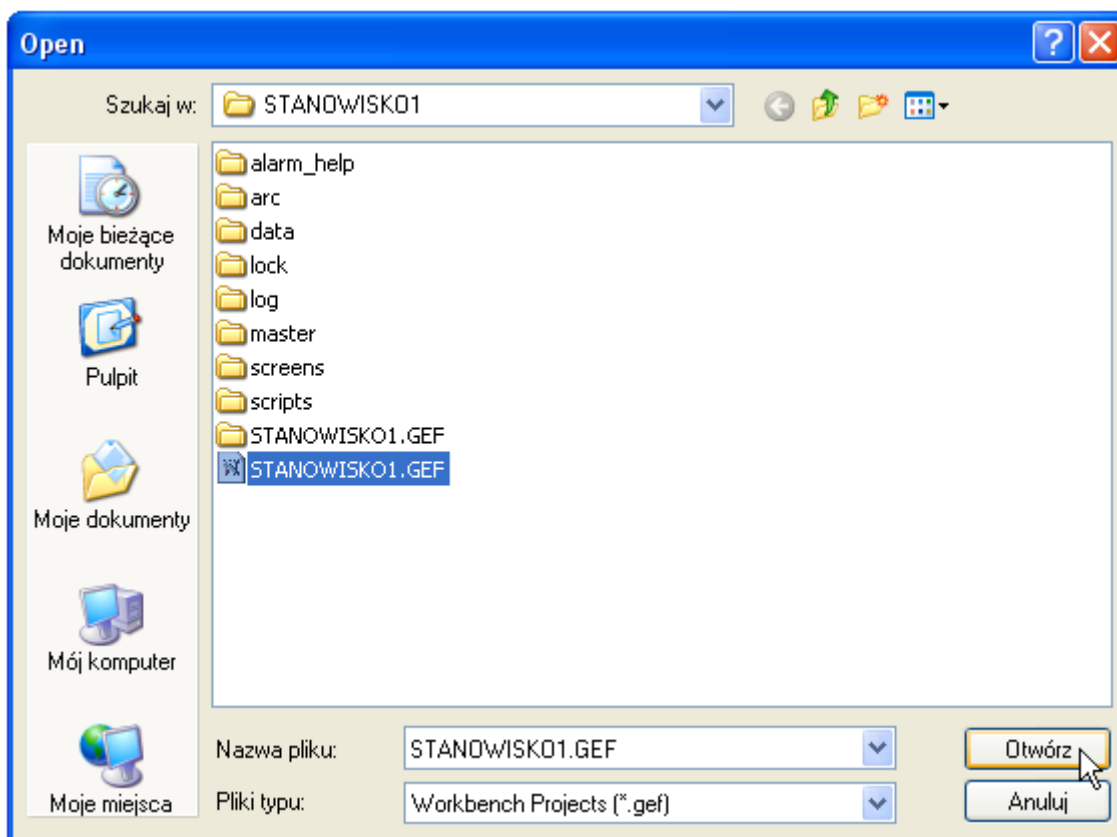 Open
Szukaj w:
STANOWISKO1
Moje bieżące
dokumenty
Pulpit
Moje dokumenty
Mój komputer
Moje miejsca
alarm_help
arc
data
lock
log
master
screens
scripts
STANOWISKO1.GEF
STANOWISKO1.GEF
Nazwa pliku:
STANOWISKO1.GEF
Otwórz
Pliki typu:
Workbench Projects (*.gef)
Anuluj